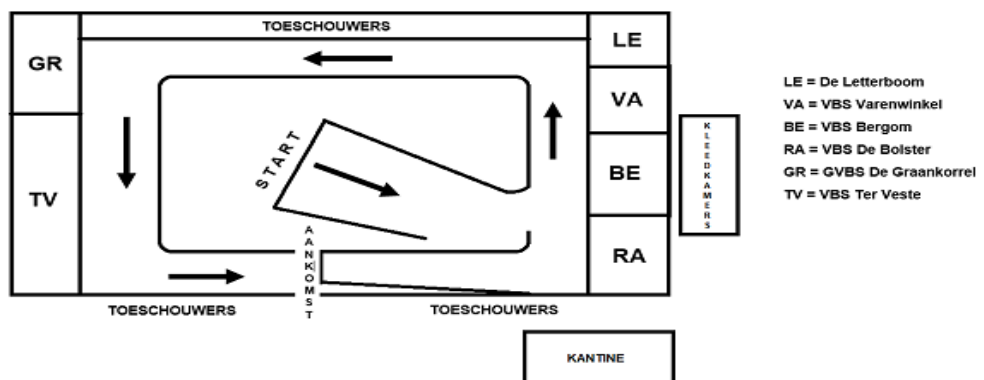 TOESCHOUWERS
GR
LE
VA
BE
RA
TV
START
AANKOMST
TOESCHOUWERS
TOESCHOUWERS
KLEEDKAMERS
KANTINE
LE = De Letterboom
VA = VBS Varenwinkel
BE = VBS Bergom
RA = VBS De Bolster
GR = GVBS De Graankorrel
TV = VBS Ter Veste